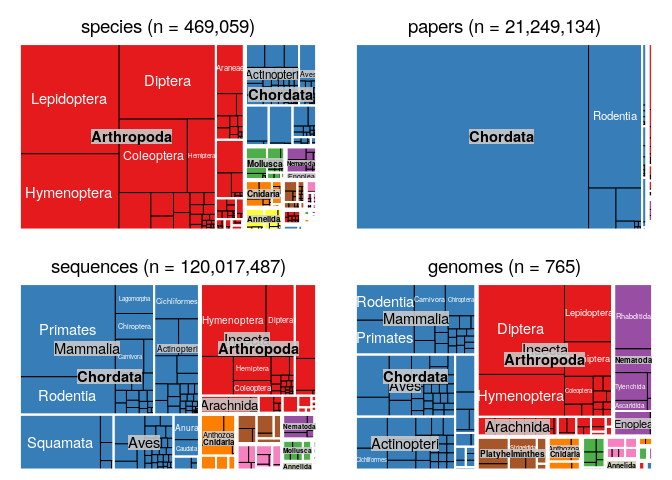 species (n = 469,059)
Lepidoptera
Diptera
Araneae
Actinopteri
Aves
Chordata
Arthropoda
Coleoptera
Hemiptera
Hymenoptera
Mollusca
Nematoda
Enoplea
Cnidaria
Annelida
papers (n = 21,249,134)
Chordata
Rodentia
sequences (n = 120,017,487)
Primates
Lagomorpha
Cichliformes
Chiroptera
Mammalia
Carnivora
Actinopteri
Chordata
Rodentia
Hymenoptera
Diptera
Insecta
Arthropoda
Hemiptera
Coleoptera
Arachnida
Squamata
Aves
Anura
Caudata
Anthozoa
Cnidaria
Nematoda
Mollusca
Annelida
genomes (n = 765)
Rodentia
Carnivora
Chiroptera
Mammalia
Primates
Chordata
Aves
Actinopteri
Cichliformes
Diptera
Lepidoptera
Insecta
Arthropoda
Hymenoptera
Coleoptera
Arachnida
Rhabditida
Nematoda
Tylenchida
Ascaridida
Enoplea
Platyhelminthes
Cnidaria
Annelida